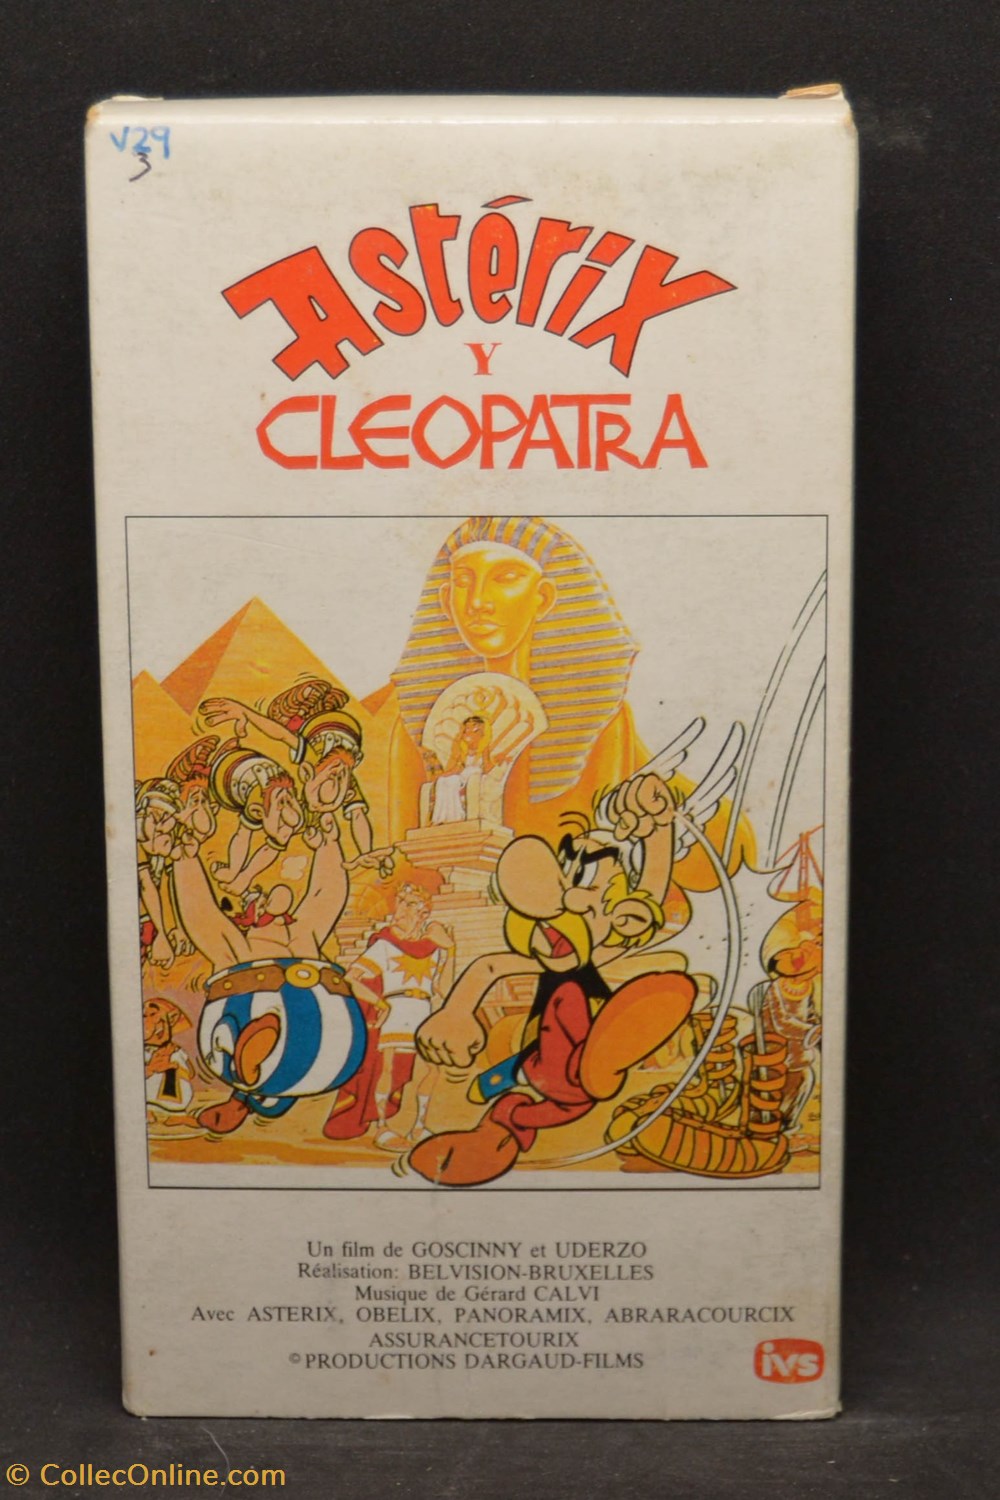 V29
3
Astérix
Y
CLEOPATRA
Un film de GOSCINNY et UDERZO
Réalisation: BELVISION-BRUXELLES
Musique de Gérard CALVI
Avec ASTERIX, OBELIX, PANORAMIX, ABRARACOURCIX
ASSURANCETOURIX
©PRODUCTIONS DARGAUD-FILMS
ivs
© CollecOnline.com